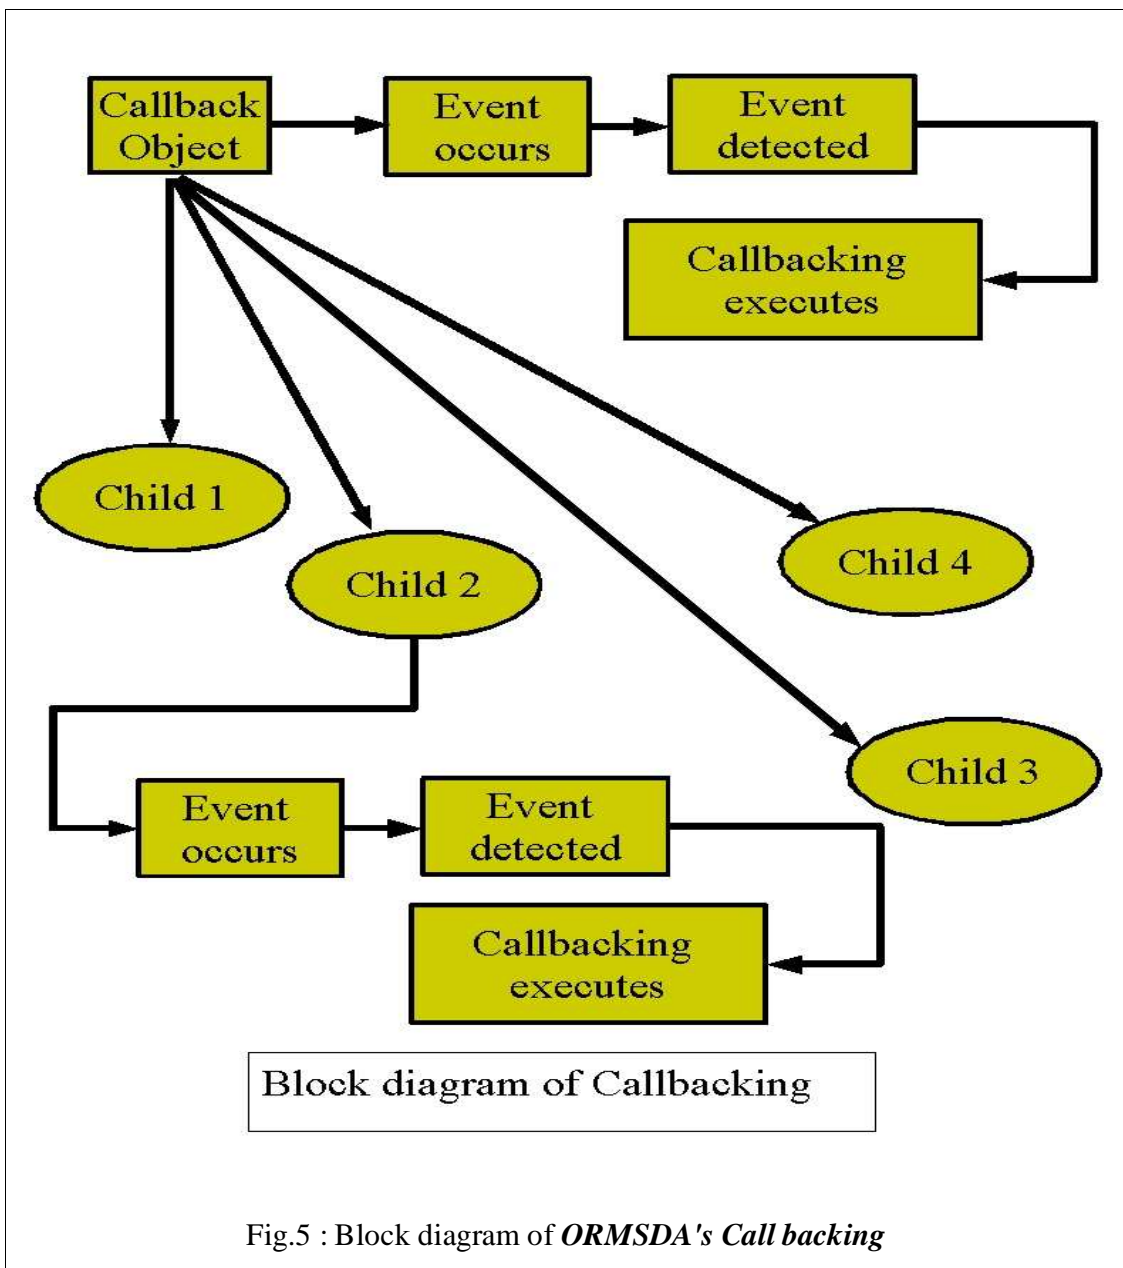 Callback
Object
Event
occurs
Event
detected
Callbacking
executes
Child 1
Child 2
Child 4
Child 3
Event
occurs
Event
detected
Callbacking
executes
Block diagram of Callbacking
Fig.5 : Block diagram of ORMSDA's Call backing